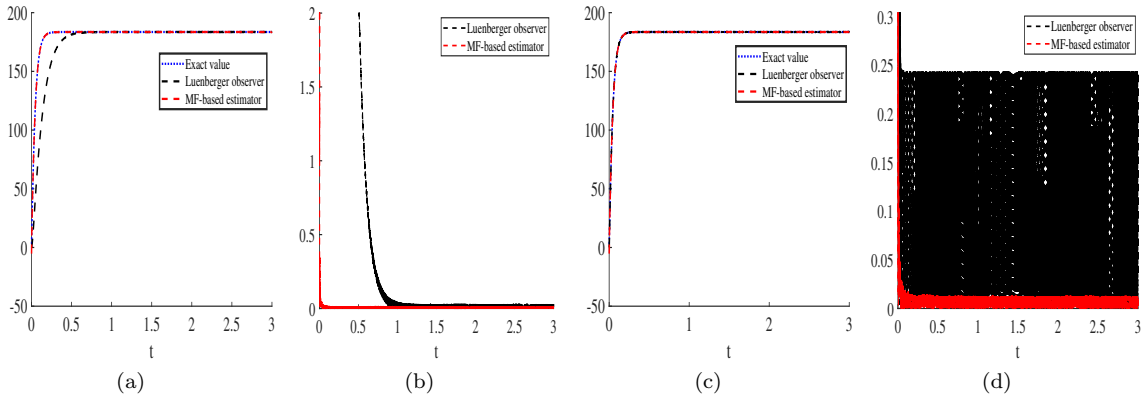 200
150
100
50
0
-50
0 0.5 1 1.5 2 2.5 3
t
Exact value
Luenberger observer
MF-based estimator
(a)
2
1.5
1
0.5
0
0 0.5 1 1.5 2 2.5 3
t
Luenberger observer
MF-based estimator
(b)
200
150
100
50
0
-50
0 1 2 3
t
Exact value
Luenberger observer
MF-based estimator
(c)
0.3
0.25
0.2
0.15
0.1
0.05
0
0 0.5 1 1.5 2 2.5 3
t
Luenberger observer
MF-based estimator
(d)